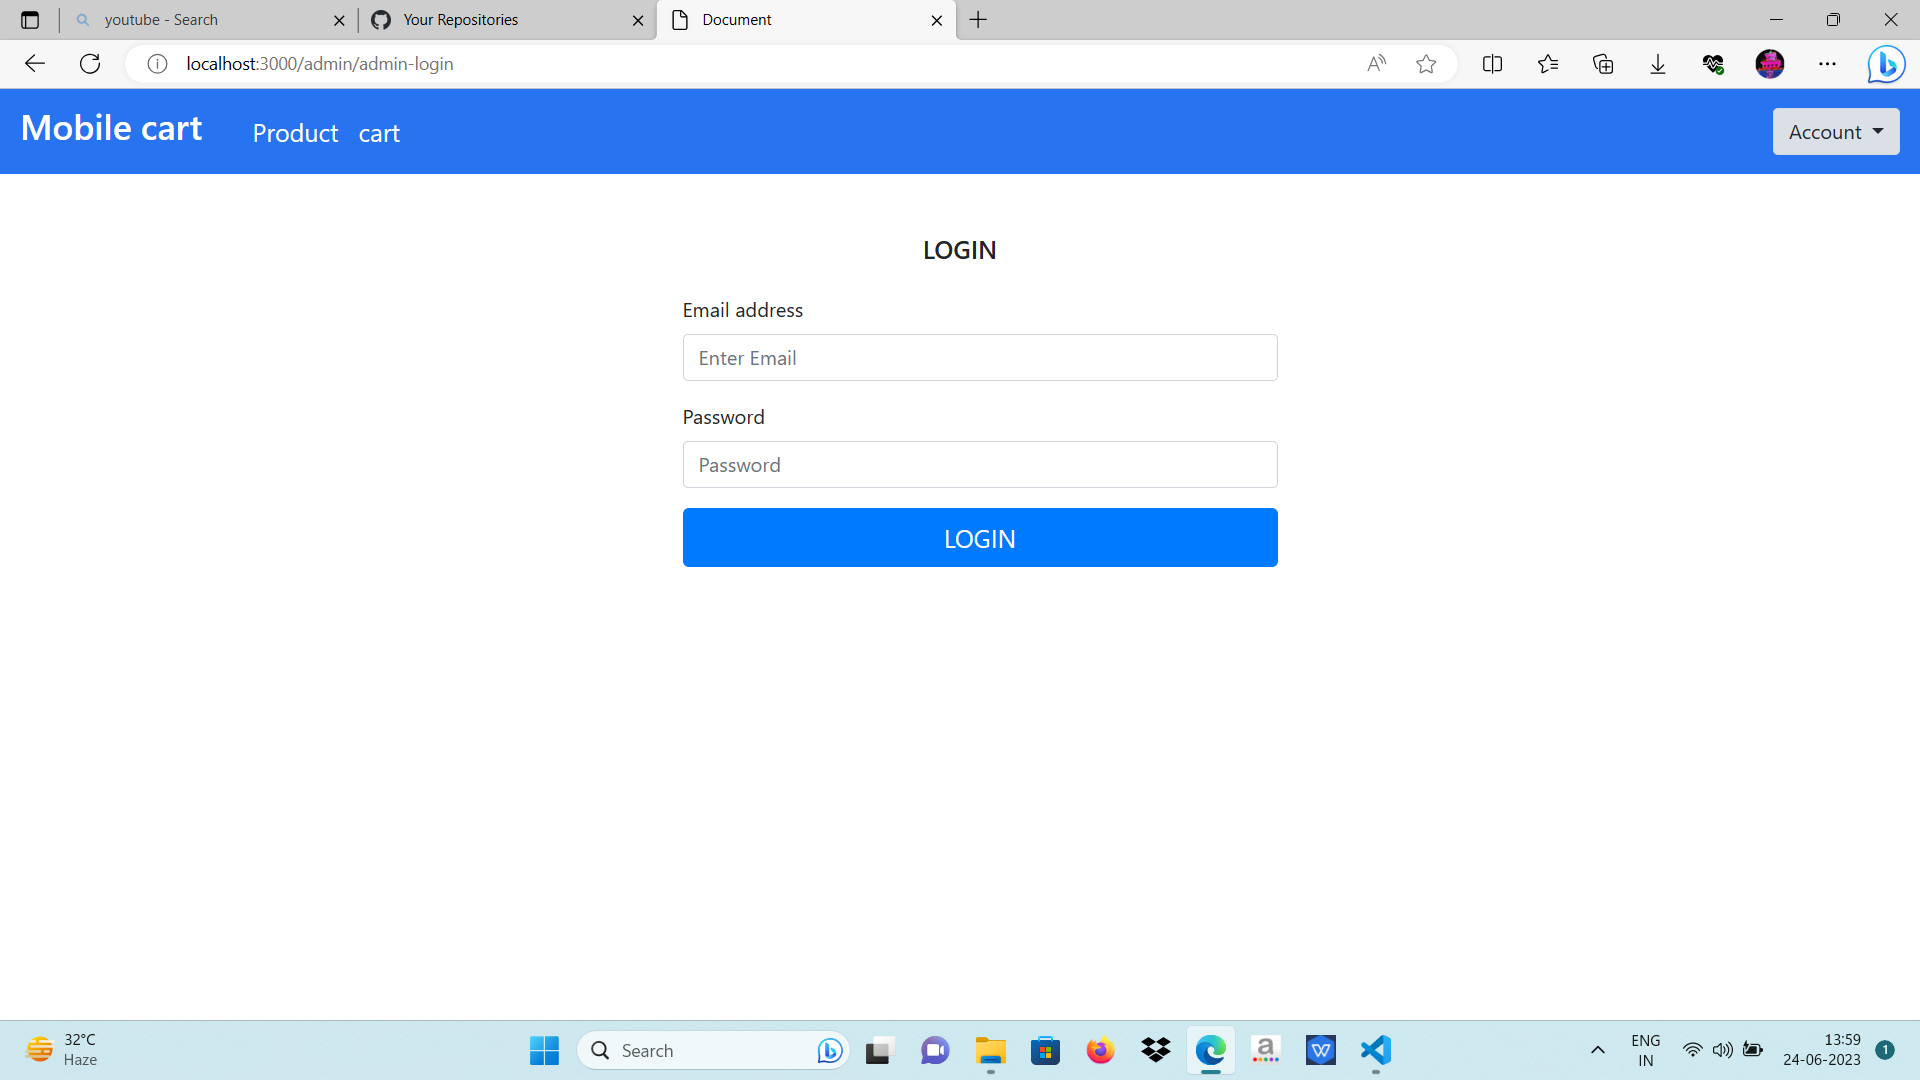 youtube - Search
Your Repositories
Document
localhost:3000/admin/admin-login
Mobile cart
Product cart
Account
LOGIN
Email address
Enter Email
Password
Password
LOGIN
32°C
Haze
Search
ENG
IN
13:59
24-06-2023
1